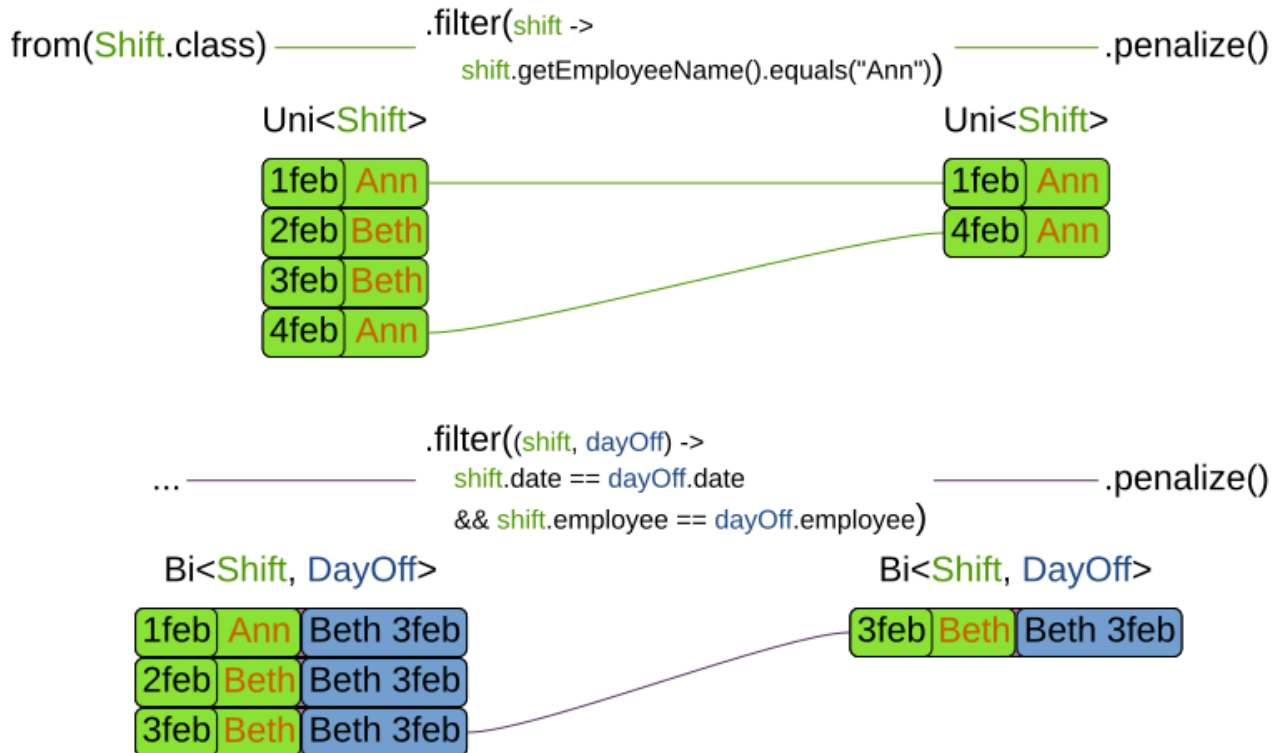 from(Shift.class)
.filter(shift ->
shift.getEmployeeName().equals("Ann"))
.penalize()
Uni<Shift>
Uni<Shift>
1feb Ann
1feb Ann
2feb Beth
4feb Ann
3feb Beth
4feb Ann
...
.filter((shift, dayOff) ->
shift.date == dayOff.date
&& shift.employee == dayOff.employee)
.penalize()
Bi<Shift, DayOff>
Bi<Shift, DayOff>
1feb Ann Beth 3feb
3feb Beth Beth 3feb
2feb Beth Beth 3feb
3feb Beth Beth 3feb